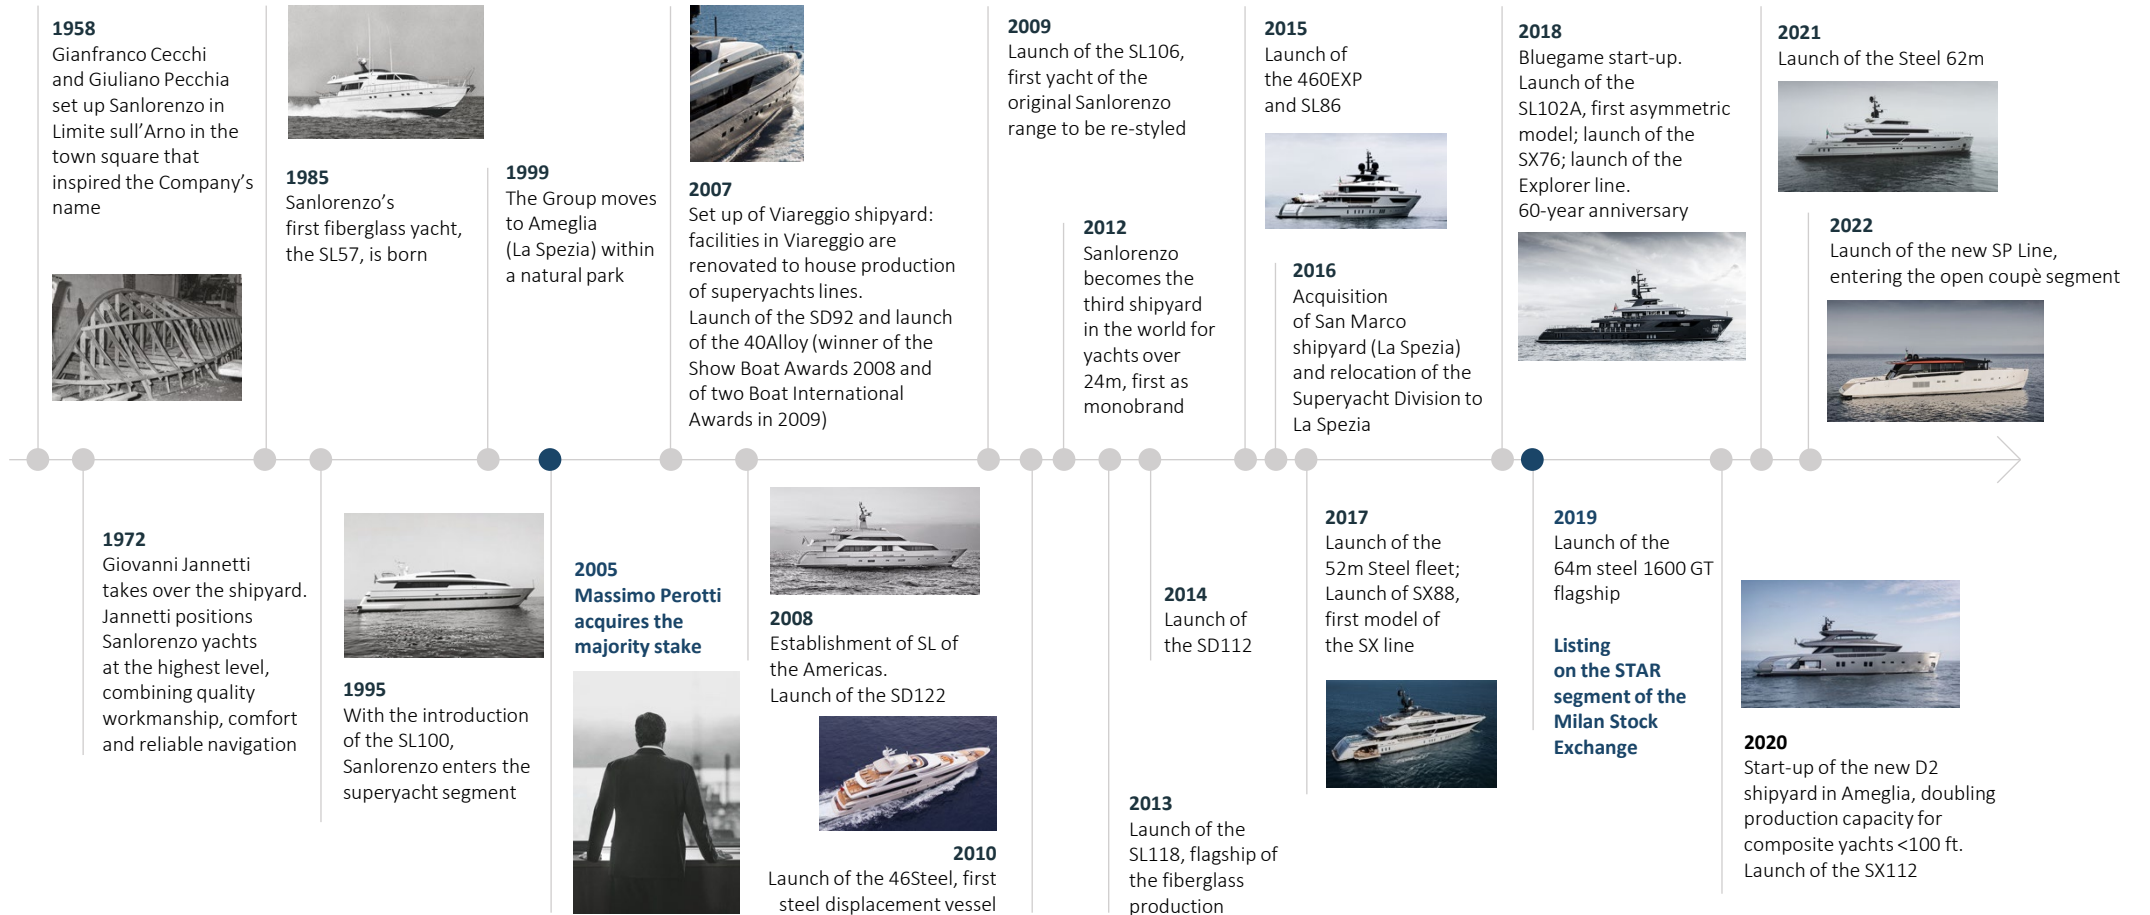 1958
Gianfranco Cecchi
and Giuliano Pecchia
set up Sanlorenzo in
Limite sull’Arno in the
town square that
inspired the Company’s
name
1972
Giovanni Jannetti
takes over the shipyard.
Jannetti positions
Sanlorenzo yachts
at the highest level,
combining quality
workmanship, comfort
and reliable navigation
1985
Sanlorenzo’s
first fiberglass yacht,
the SL57, is born
1995
With the introduction
of the SL100,
Sanlorenzo enters the
superyacht segment
1999
The Group moves
to Ameglia
(La Spezia) within
a natural park
2005
Massimo Perotti
acquires the
majority stake
2007
Set up of Viareggio shipyard:
facilities in Viareggio are
renovated to house production
of superyachts lines.
Launch of the SD92 and launch
of the 40Alloy (winner of the
Show Boat Awards 2008 and
of two Boat International
Awards in 2009)
2008
Establishment of SL of
the Americas.
Launch of the SD122
2009
Launch of the SL106,
first yacht of the
original Sanlorenzo
range to be re-styled
2010
Launch of the 46Steel, first
steel displacement vessel
2012
Sanlorenzo
becomes the
third shipyard
in the world for
yachts over
24m, first as
monobrand
2013
Launch of the
SL118, flagship of
the fiberglass
production
2014
Launch of
the SD112
2015
Launch of
the 460EXP
and SL86
2016
Acquisition
of San Marco
shipyard (La Spezia)
and relocation of the
Superyacht Division to
La Spezia
2017
Launch of the
52m Steel fleet;
Launch of SX88,
first model of
the SX line
2018
Bluegame start-up.
Launch of the
SL102A, first asymmetric
model; launch of the
SX76; launch of the
Explorer line.
60-year anniversary
2019
Launch of the
64m steel 1600 GT
flagship
Listing
on the STAR
segment of the
Milan Stock
Exchange
2020
Start-up of the new D2
shipyard in Ameglia, doubling
production capacity for
composite yachts <100 ft.
Launch of the SX112
2021
Launch of the Steel 62m
2022
Launch of the new SP Line,
entering the open coupè segment